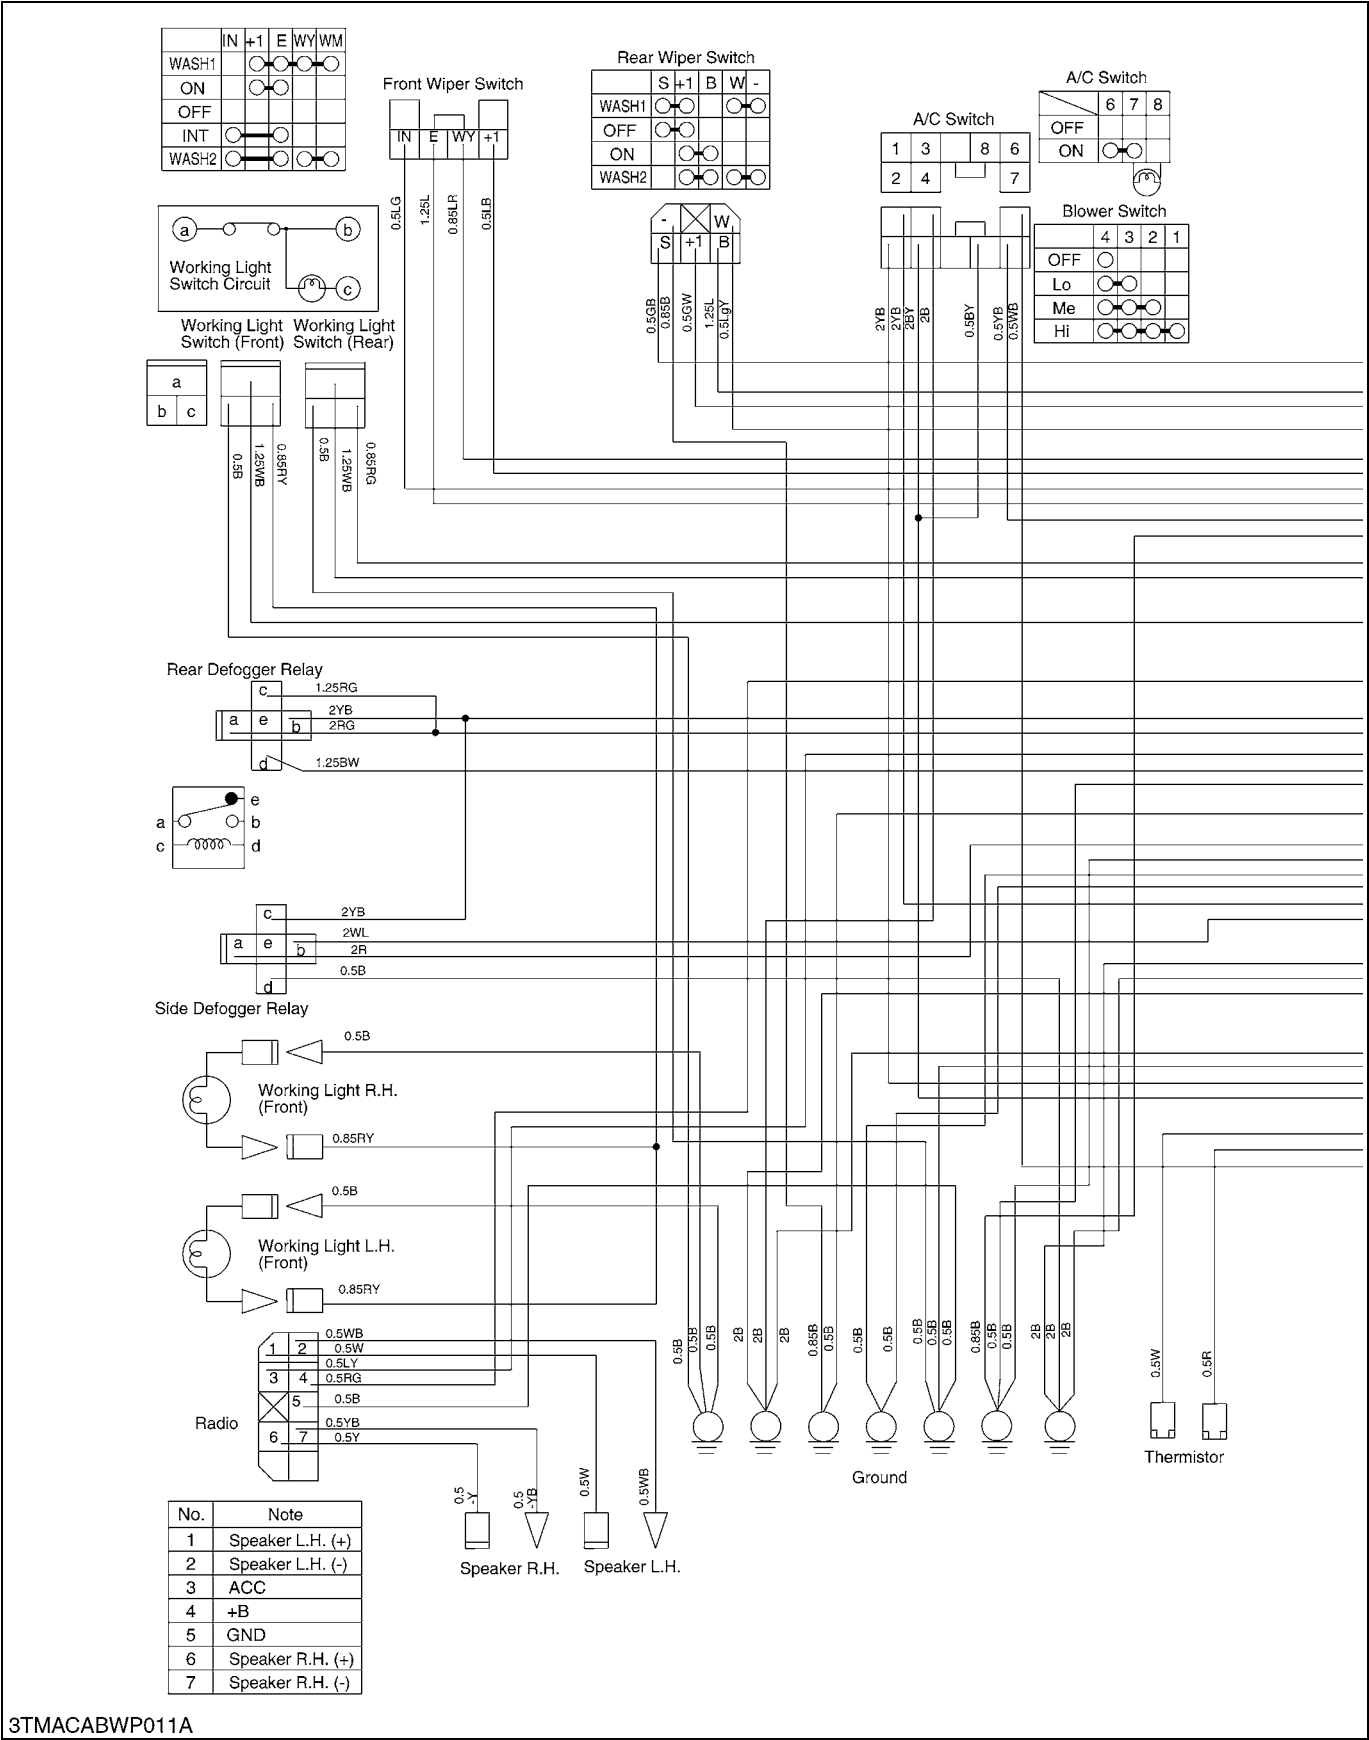 IN +1 E WY WM
WASH1
ON
OFF
INT
WASH2
Front Wiper Switch
IN E WY +1
0.5LG
1.25L
0.85LR
0.5LB
Rear Wiper Switch
S +1 B W -
WASH1
OFF
ON
WASH2
- W
S +1 B
0.5GB
0.85B
0.5GW
1.25L
0.5LgY
A/C Switch
1 3 8 6
2 4 7
2YB
2YB
2BY
2B
0.5BY
0.5YB
0.5WB
A/C Switch
6 7 8
OFF
ON
Blower Switch
4 3 2 1
OFF
Lo
Me
Hi
a b
Working Light
Switch Circuit
c
Working Light
Switch (Front)
Working Light
Switch (Rear)
a
b c
0.5B
1.25WB
0.85RY
0.5B
1.25WB
0.85RG
Rear Defogger Relay
c 1.25RG
2YB
a e b 2RG
d 1.25BW
e
a b
c d
c 2YB
2WL
a e b 2R
0.5B
d
Side Defogger Relay
0.5B
Working Light R.H.
(Front)
0.85RY
0.5B
Working Light L.H.
(Front)
0.85RY
0.5WB
1 2 0.5W
0.5LY
3 4 0.5RG
5 0.5B
Radio
0.5YB
6 7 0.5Y
0.5
-Y
0.5
-YB
0.5W
0.5WB
Speaker R.H.
Speaker L.H.
0.5B
0.5B
0.5B
2B
2B
2B
0.85B
0.5B
0.5B
0.5B
0.5B
0.5B
0.5B
0.85B
0.5B
0.5B
2B
2B
2B
Ground
0.5W
0.5R
Thermistor
No. Note
1 Speaker L.H. (+)
2 Speaker L.H. (-)
3 ACC
4 +B
5 GND
6 Speaker R.H. (+)
7 Speaker R.H. (-)
3TMACABWP011A